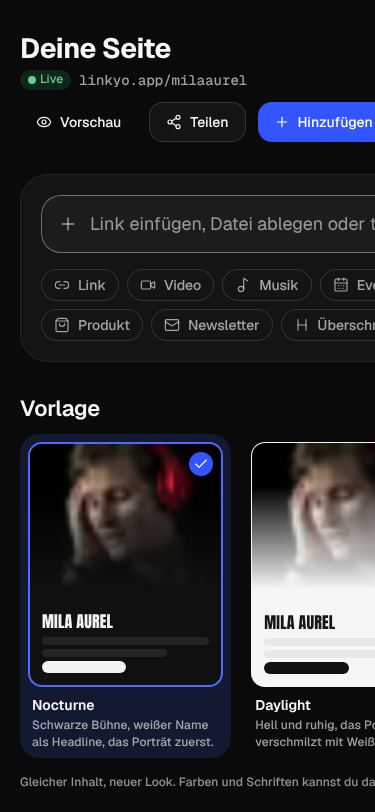 Deine Seite
Live linkyo.app/milaaurel
Vorschau Teilen Hinzufügen
Link einfügen, Datei ablegen oder t
Link Video Musik Eve
Produkt Newsletter Überschr
Vorlage
MILA AUREL MILA AUREL
Nocturne Daylight
Schwarze Bühne, weißer Name Hell und ruhig, das Po
als Headline, das Porträt zuerst. verschmilzt mit Weiß
Gleicher Inhalt, neuer Look. Farben und Schriften kannst du da